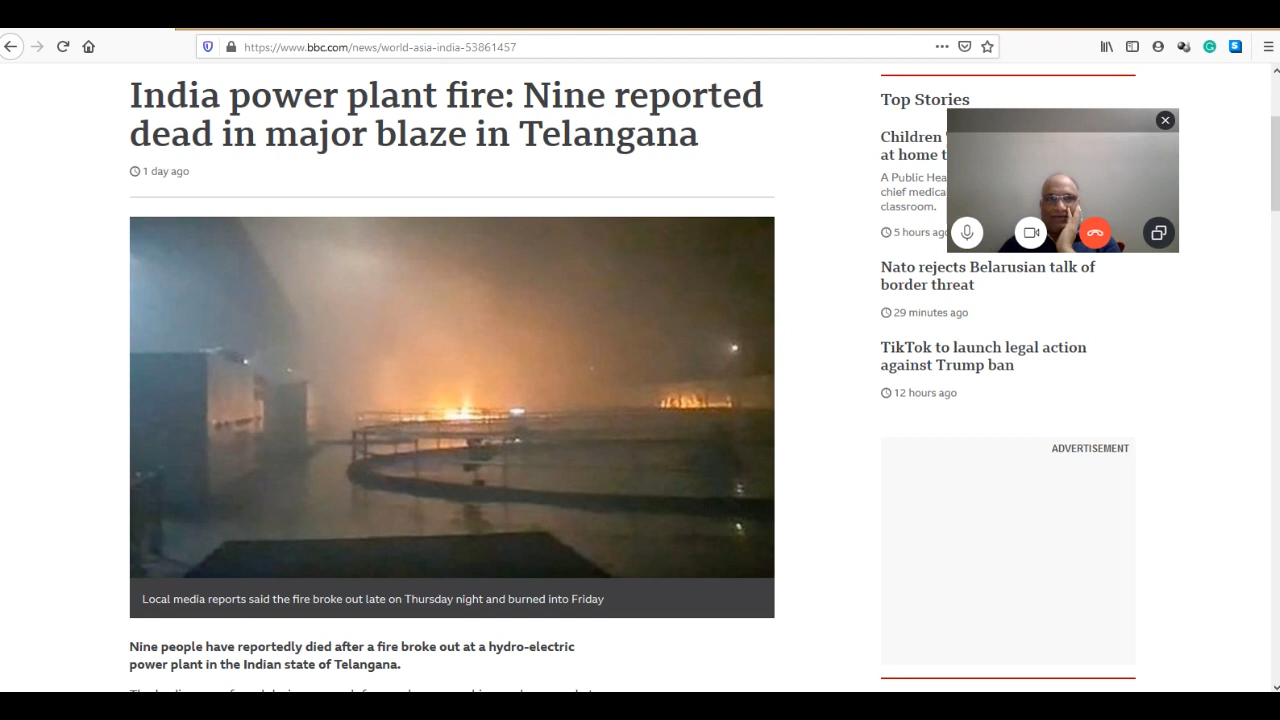 https://www.bbc.com/news/world-asia-india-53861457
India power plant fire: Nine reported
dead in major blaze in Telangana
1 day ago
Local media reports said the fire broke out late on Thursday night and burned into Friday
Nine people have reportedly died after a fire broke out at a hydro-electric
power plant in the Indian state of Telangana.
Top Stories
Children
at home
A Public
chief
classroom.
5 hours
Nato rejects Belarusian talk of
border threat
29 minutes ago
TikTok to launch legal action
against Trump ban
12 hours ago
ADVERTISEMENT